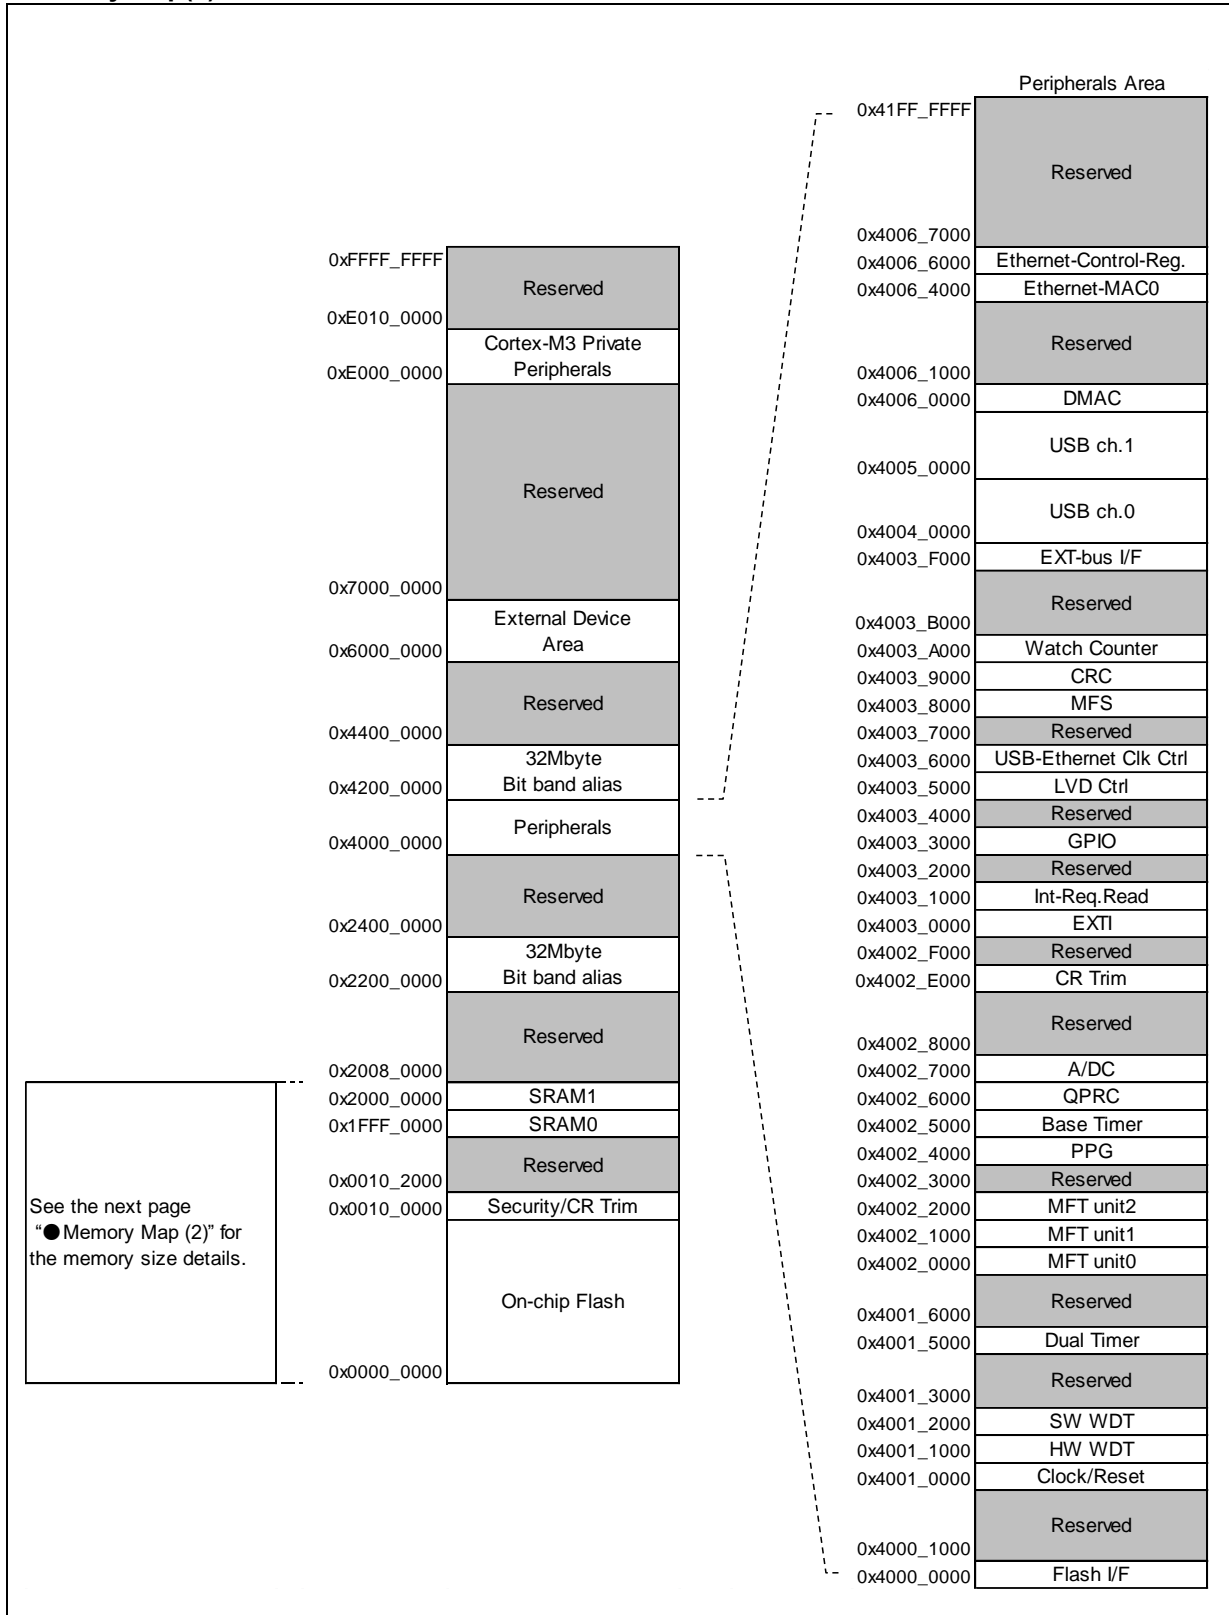 Peripherals Area
0x41FF_FFFF
Reserved
0x4006_7000
0x4006_6000 Ethernet-Control-Reg.
0x4006_4000 Ethernet-MAC0
Reserved
0x4006_1000
0x4006_0000 DMAC
USB ch.1
0x4005_0000
USB ch.0
0x4004_0000
0x4003_F000 EXT-bus I/F
Reserved
0x4003_B000
0x4003_A000 Watch Counter
0x4003_9000 CRC
0x4003_8000 MFS
0x4003_7000 Reserved
0x4003_6000 USB-Ethernet Clk Ctrl
0x4003_5000 LVD Ctrl
0x4003_4000 Reserved
0x4003_3000 GPIO
0x4003_2000 Reserved
0x4003_1000 Int-Req.Read
0x4003_0000 EXTI
0x4002_F000 Reserved
0x4002_E000 CR Trim
Reserved
0x4002_8000
0x4002_7000 A/DC
0x4002_6000 QPRC
0x4002_5000 Base Timer
0x4002_4000 PPG
0x4002_3000 Reserved
0x4002_2000 MFT unit2
0x4002_1000 MFT unit1
0x4002_0000 MFT unit0
Reserved
0x4001_6000
0x4001_5000 Dual Timer
Reserved
0x4001_3000
0x4001_2000 SW WDT
0x4001_1000 HW WDT
0x4001_0000 Clock/Reset
Reserved
0x4000_1000
0x4000_0000 Flash I/F
0xFFFF_FFFF
Reserved
0xE010_0000
Cortex-M3 Private
0xE000_0000 Peripherals
Reserved
0x7000_0000
External Device
Area
0x6000_0000
Reserved
0x4400_0000
32Mbyte
0x4200_0000 Bit band alias
Peripherals
0x4000_0000
Reserved
0x2400_0000
32Mbyte
0x2200_0000 Bit band alias
Reserved
0x2008_0000
0x2000_0000 SRAM1
0x1FFF_0000 SRAM0
Reserved
0x0010_2000
0x0010_0000 Security/CR Trim
On-chip Flash
0x0000_0000
See the next page
“●Memory Map (2)” for
the memory size details.